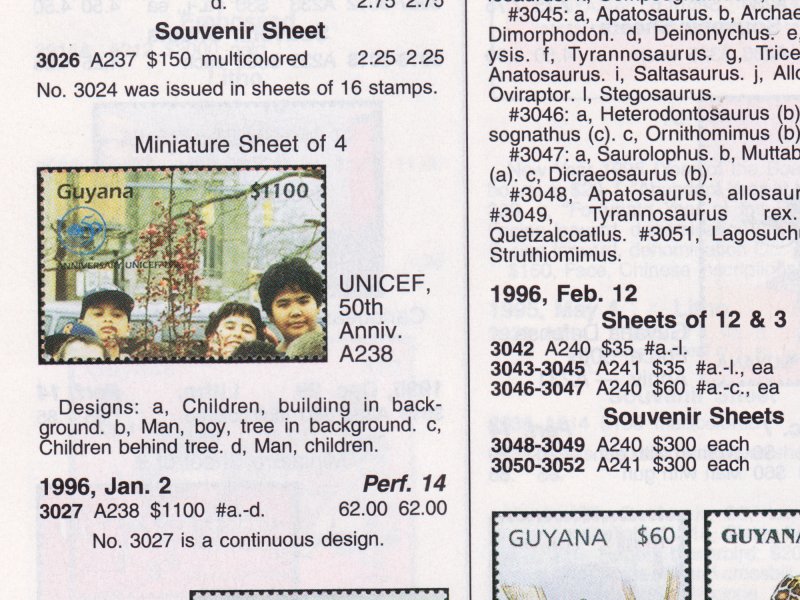 d. 2.75 2.75
Souvenir Sheet
3026 A237 $150 multicolored 2.25 2.25
No. 3024 was issued in sheets of 16 stamps.
Miniature Sheet of 4
Guyana $1100
ANNIVERSARY UNICEF
UNICEF,
50th
Anniv.
A238
Designs: a, Children, building in back-
ground. b, Man, boy, tree in background. c,
Children behind tree. d, Man, children.
1996, Jan. 2 Perf. 14
3027 A238 $1100 #a.-d. 62.00 62.00
No. 3027 is a continuous design.
#3045: a, Apatosaurus. b, Archae
Dimorphodon. d, Deinonychus. e,
ysis. f, Tyrannosaurus. g, Trice
Anatosaurus. i, Saltasaurus. j, Allo
Oviraptor. l, Stegosaurus.
#3046: a, Heterodontosaurus (b)
sognathus (c). c, Ornithomimus (b)
#3047: a, Saurolophus. b, Muttab
(a). c, Dicraeosaurus (b).
#3048, Apatosaurus, allosaur
#3049, Tyrannosaurus rex.
Quetzalcoatlus. #3051, Lagosuchu
Struthiomimus.
1996, Feb. 12
Sheets of 12 & 3
3042 A240 $35 #a.-l.
3043-3045 A241 $35 #a.-l., ea
3046-3047 A240 $60 #a.-c., ea
Souvenir Sheets
3048-3049 A240 $300 each
3050-3052 A241 $300 each
GUYANA $60
GUYANA